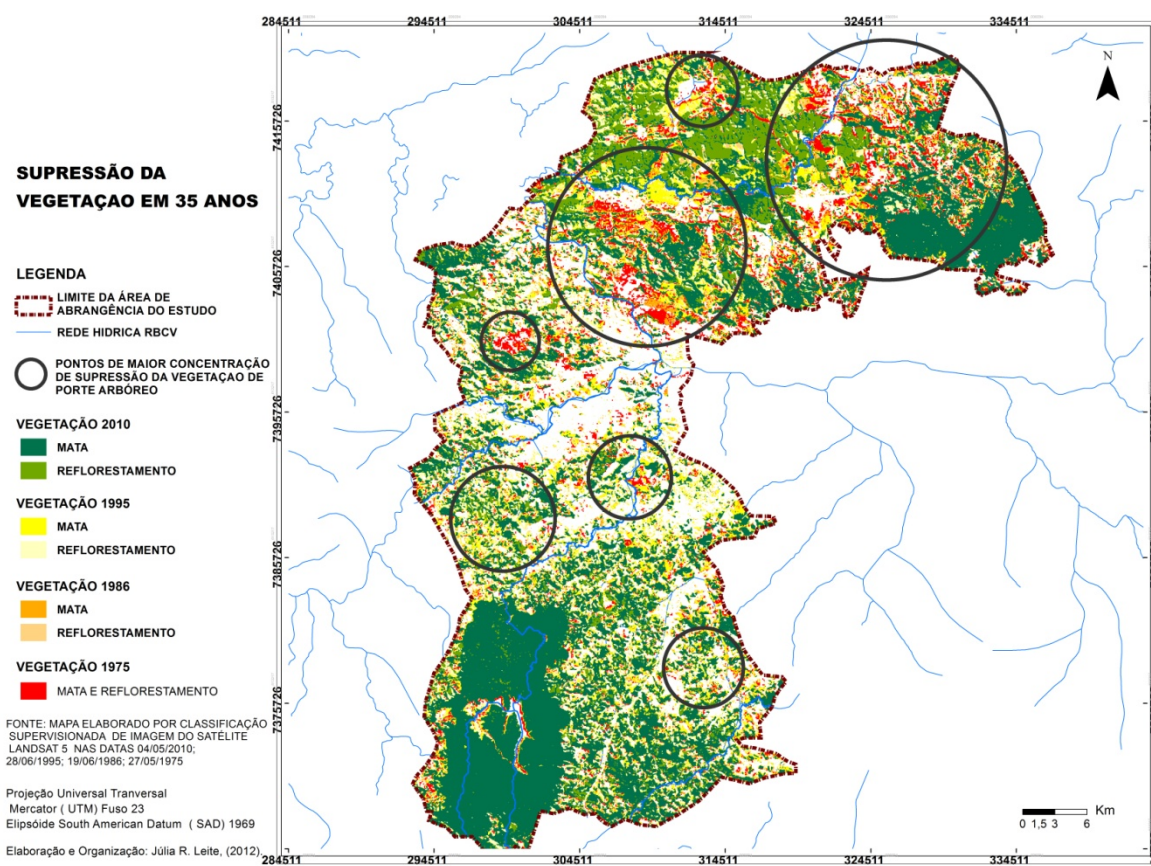 284511 294511 304511 314511 324511 334511
SUPRESSÃO DA
VEGETAÇAO EM 35 ANOS
LEGENDA
LIMITE DA ÁREA DE
ABRANGÊNCIA DO ESTUDO
REDE HIDRICA RBCV
PONTOS DE MAIOR CONCENTRAÇÃO
DE SUPRESSÃO DA VEGETAÇAO DE
PORTE ARBÓREO
VEGETAÇÃO 2010
MATA
REFLORESTAMENTO
VEGETAÇÃO 1995
MATA
REFLORESTAMENTO
VEGETAÇÃO 1986
MATA
REFLORESTAMENTO
VEGETAÇÃO 1975
MATA E REFLORESTAMENTO
FONTE: MAPA ELABORADO POR CLASSIFICAÇÃO
SUPERVISIONADA DE IMAGEM DO SATÉLITE
LANDSAT 5 NAS DATAS 04/05/2010;
28/06/1995; 19/06/1986; 27/05/1975
Projeção Universal Tranversal
Mercator ( UTM) Fuso 23
Elipsóide South American Datum ( SAD) 1969
Elaboração e Organização: Júlia R. Leite, (2012).
7415726
7405726
7395726
7385726
7375726
N
7415726
7405726
7395726
7385726
7375726
Km
0 1,5 3 6
284511 294511 304511 314511 324511 334511